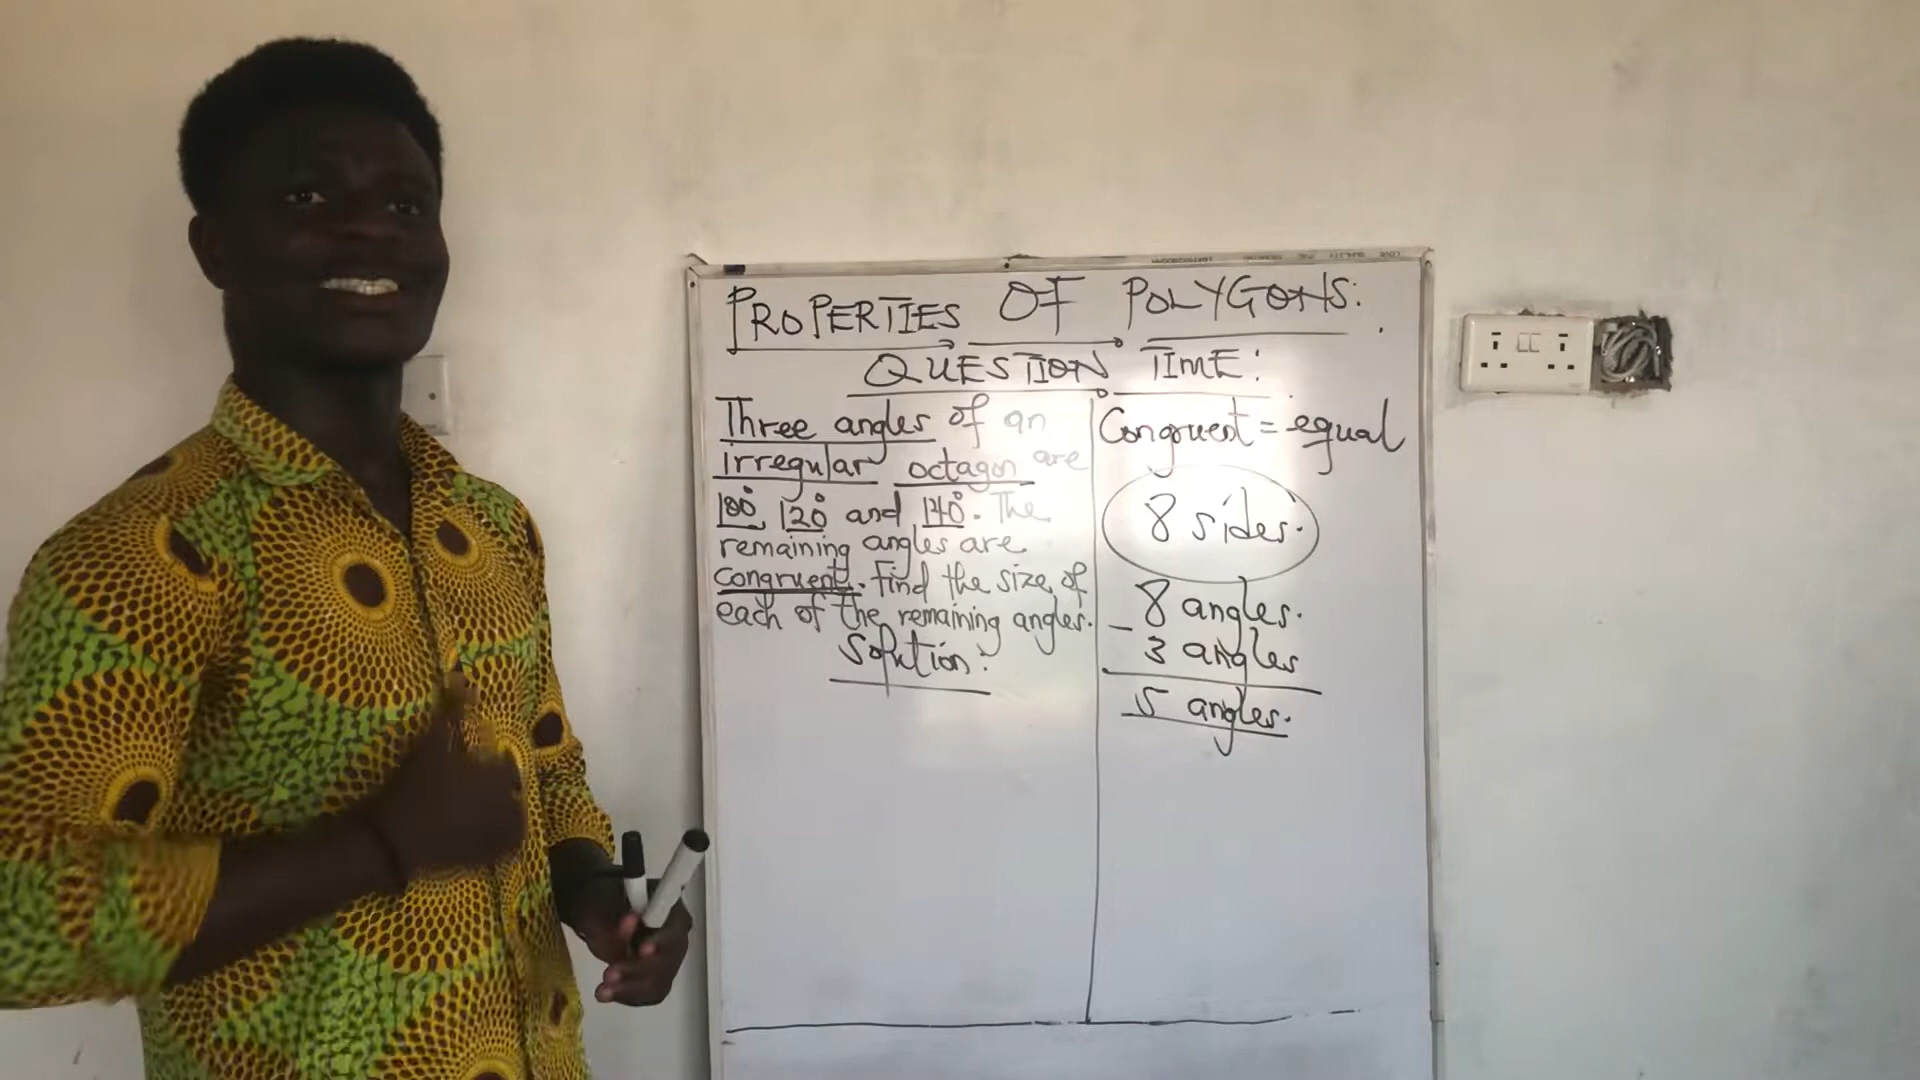 PROPERTIES OF POLYGONS:
QUESTION TIME:
Three angles of an
irregular octagon are
100° 120° and 140°. The
remaining angles are
congruent. Find the size of
each of the remaining angles.
Solution:
Congruent = equal
8 sides.
8 angles.
- 3 angles
5 angles.